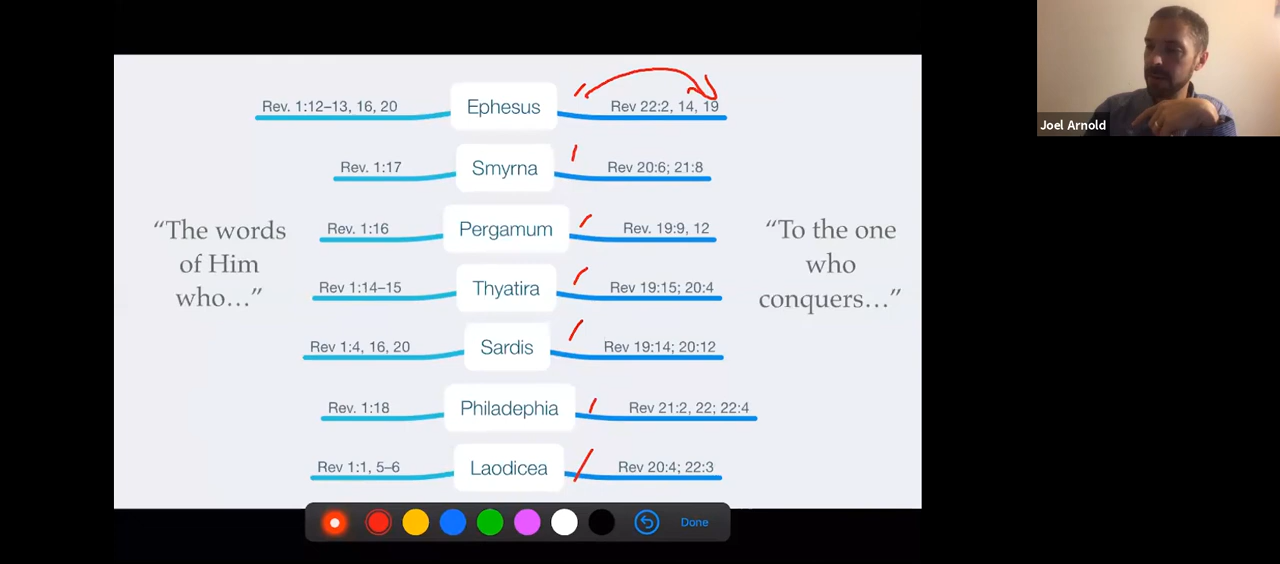 Joel Arnold
Rev. 1:12–13, 16, 20 Ephesus Rev 22:2, 14, 19
Rev. 1:17 Smyrna Rev 20:6; 21:8
“The words
of Him
who…”
Rev. 1:16 Pergamum Rev. 19:9, 12
“To the one
who
conquers…”
Rev 1:14–15 Thyatira Rev 19:15; 20:4
Rev 1:4, 16, 20 Sardis Rev 19:14; 20:12
Rev. 1:18 Philadephia Rev 21:2, 22; 22:4
Rev 1:1, 5–6 Laodicea Rev 20:4; 22:3
Done